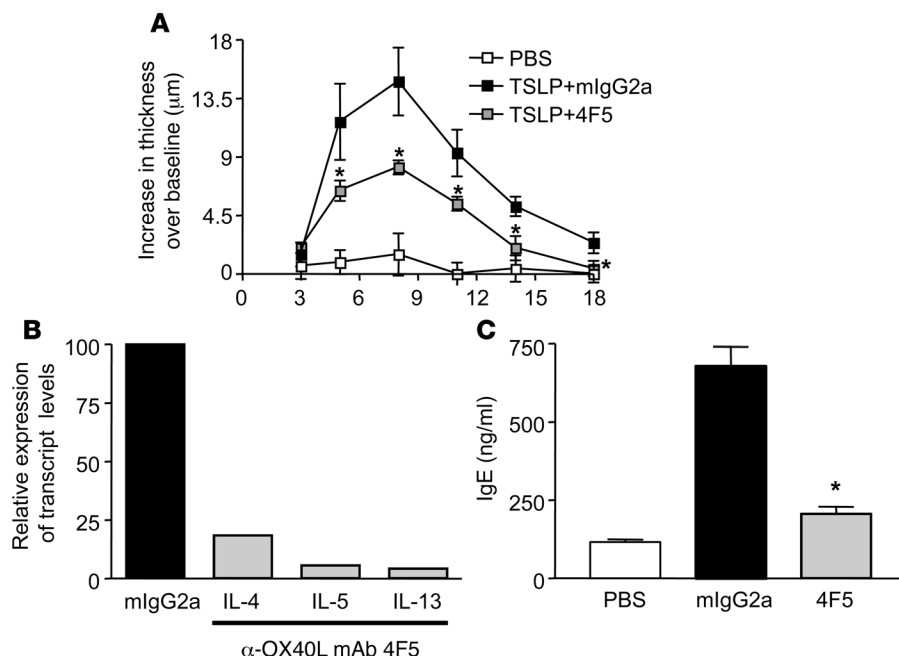 A
Increase in thickness
over baseline (μm)
18
13.5
9
4.5
0
PBS
TSLP+mIgG2a
TSLP+4F5
*
*
*
*
*
0 3 6 9 12 15 18
B
Relative expression
of transcript levels
100
75
50
25
0
mIgG2a IL-4 IL-5 IL-13
α-OX40L mAb 4F5
C
IgE (ng/ml)
750
500
250
0
*
PBS mIgG2a 4F5